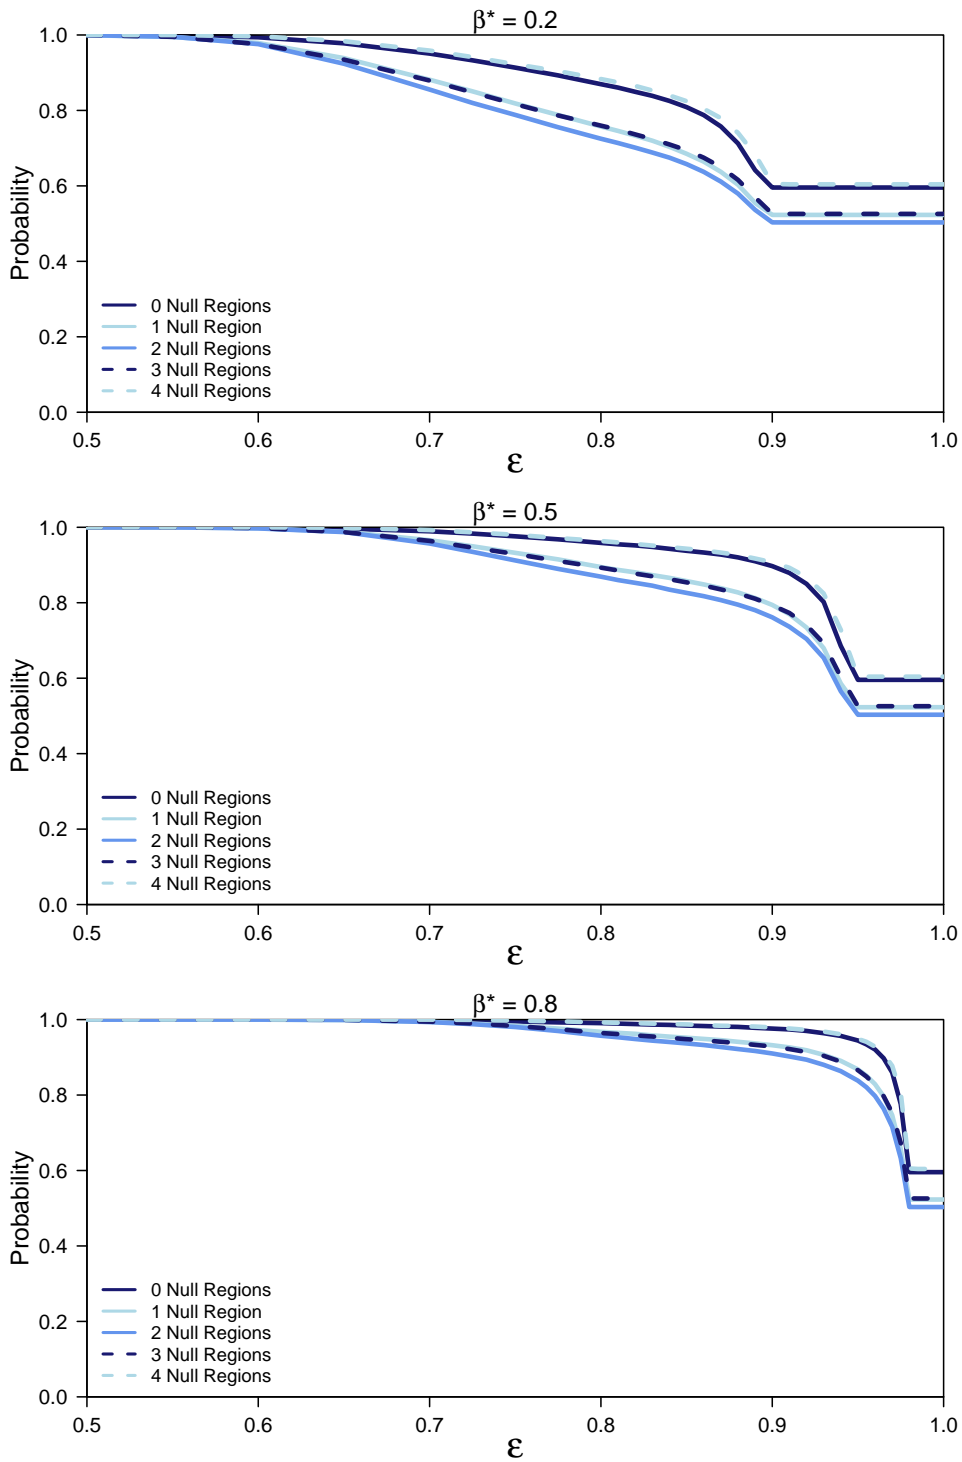 β* = 0.2
Probability
1.0
0.8
0.6
0.4
0.2
0.0
0 Null Regions
1 Null Region
2 Null Regions
3 Null Regions
4 Null Regions
0.5 0.6 0.7 0.8 0.9 1.0
ε
β* = 0.5
Probability
1.0
0.8
0.6
0.4
0.2
0.0
0 Null Regions
1 Null Region
2 Null Regions
3 Null Regions
4 Null Regions
0.5 0.6 0.7 0.8 0.9 1.0
ε
β* = 0.8
Probability
1.0
0.8
0.6
0.4
0.2
0.0
0 Null Regions
1 Null Region
2 Null Regions
3 Null Regions
4 Null Regions
0.5 0.6 0.7 0.8 0.9 1.0
ε